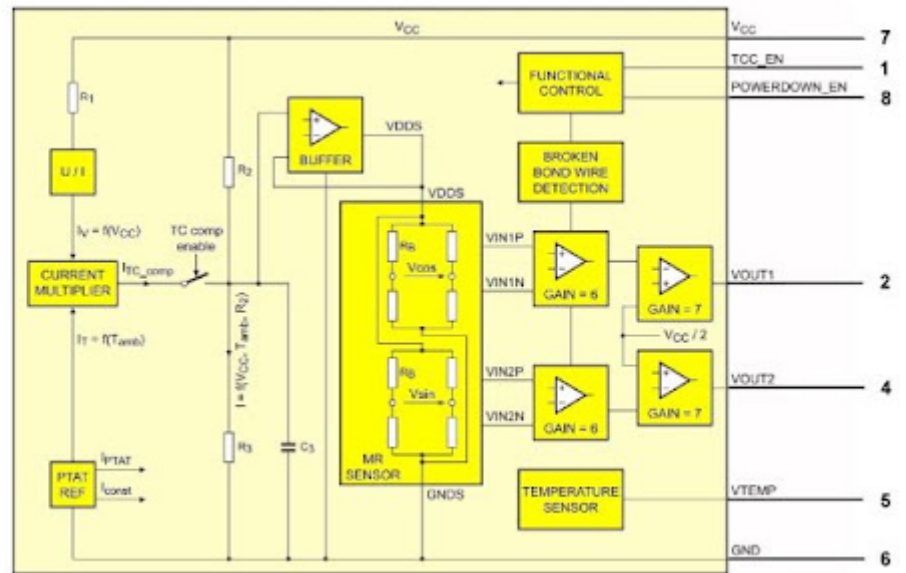 VCC
VCC
7
TCC_EN
1
POWERDOWN_EN
8
FUNCTIONAL
CONTROL
R1
VDDS
BUFFER
BROKEN
BOND WIRE
DETECTION
U / I
R2
VDDS
IV = f(VCC)
TC comp
enable
RB
VIN1P
Vcos
CURRENT
MULTIPLIER
ITC_comp
VIN1N
GAIN = 6
VOUT1
2
GAIN = 7
VCC / 2
IT = f(Tamb)
I = f(VCC, Tamb, R2)
RB
VIN2P
Vsin
VOUT2
4
VIN2N
GAIN = 6
GAIN = 7
R3
C3
MR
SENSOR
IPTAT
PTAT
REF
Iconst
GNDS
TEMPERATURE
SENSOR
VTEMP
5
GND
6